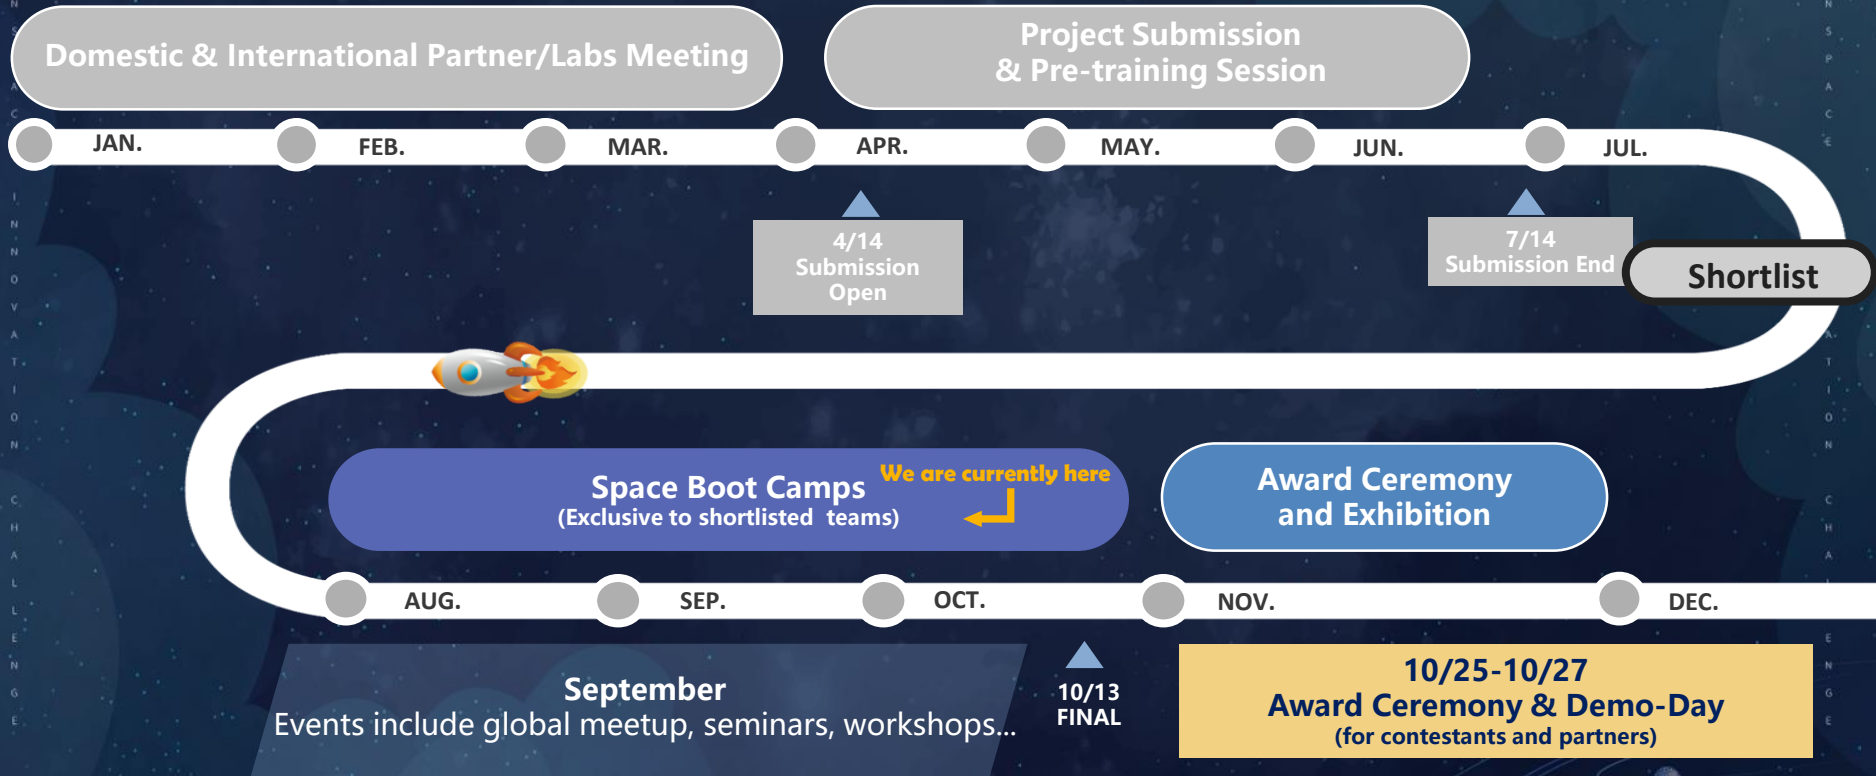 Domestic & International Partner/Labs Meeting
Project Submission
& Pre-training Session
JAN.
FEB.
MAR.
APR.
MAY.
JUN.
JUL.
4/14
Submission
Open
7/14
Submission End
Shortlist
Space Boot Camps
(Exclusive to shortlisted teams)
We are currently here
Award Ceremony
and Exhibition
AUG.
SEP.
OCT.
NOV.
DEC.
September
Events include global meetup, seminars, workshops...
10/13
FINAL
10/25-10/27
Award Ceremony & Demo-Day
(for contestants and partners)